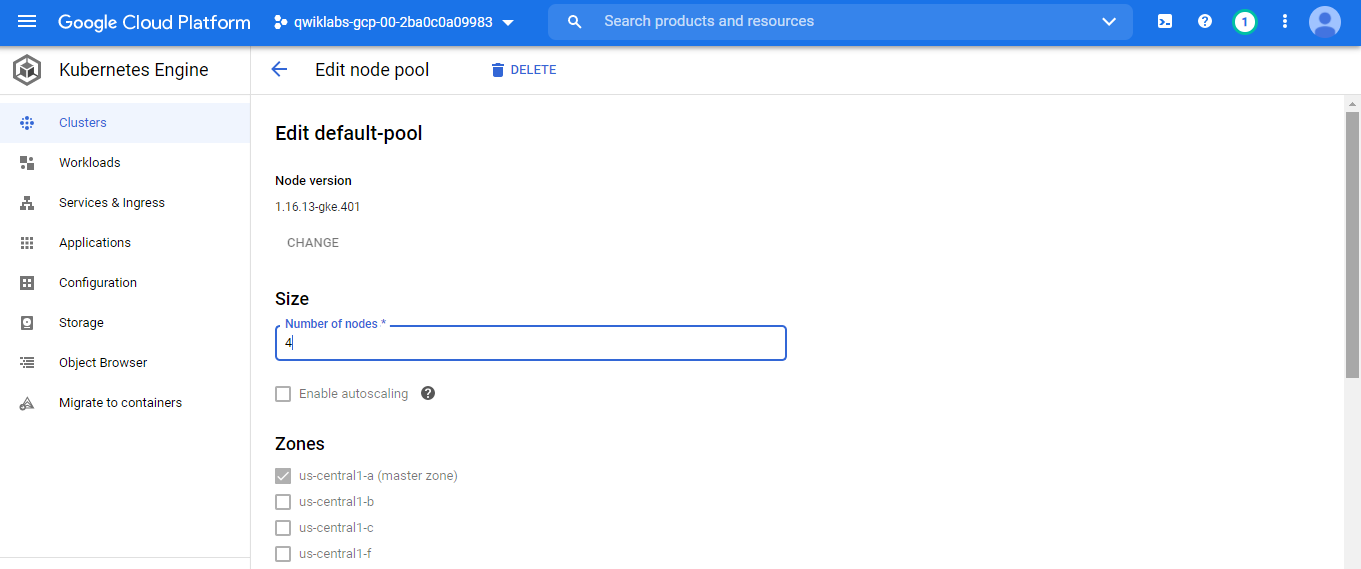 Google Cloud Platform
qwiklabs-gcp-00-2ba0c0a09983
Search products and resources
1
Kubernetes Engine
Edit node pool
DELETE
Clusters
Workloads
Services & Ingress
Applications
Configuration
Storage
Object Browser
Migrate to containers
Edit default-pool
Node version
1.16.13-gke.401
CHANGE
Size
Number of nodes *
4
Enable autoscaling
Zones
us-central1-a (master zone)
us-central1-b
us-central1-c
us-central1-f